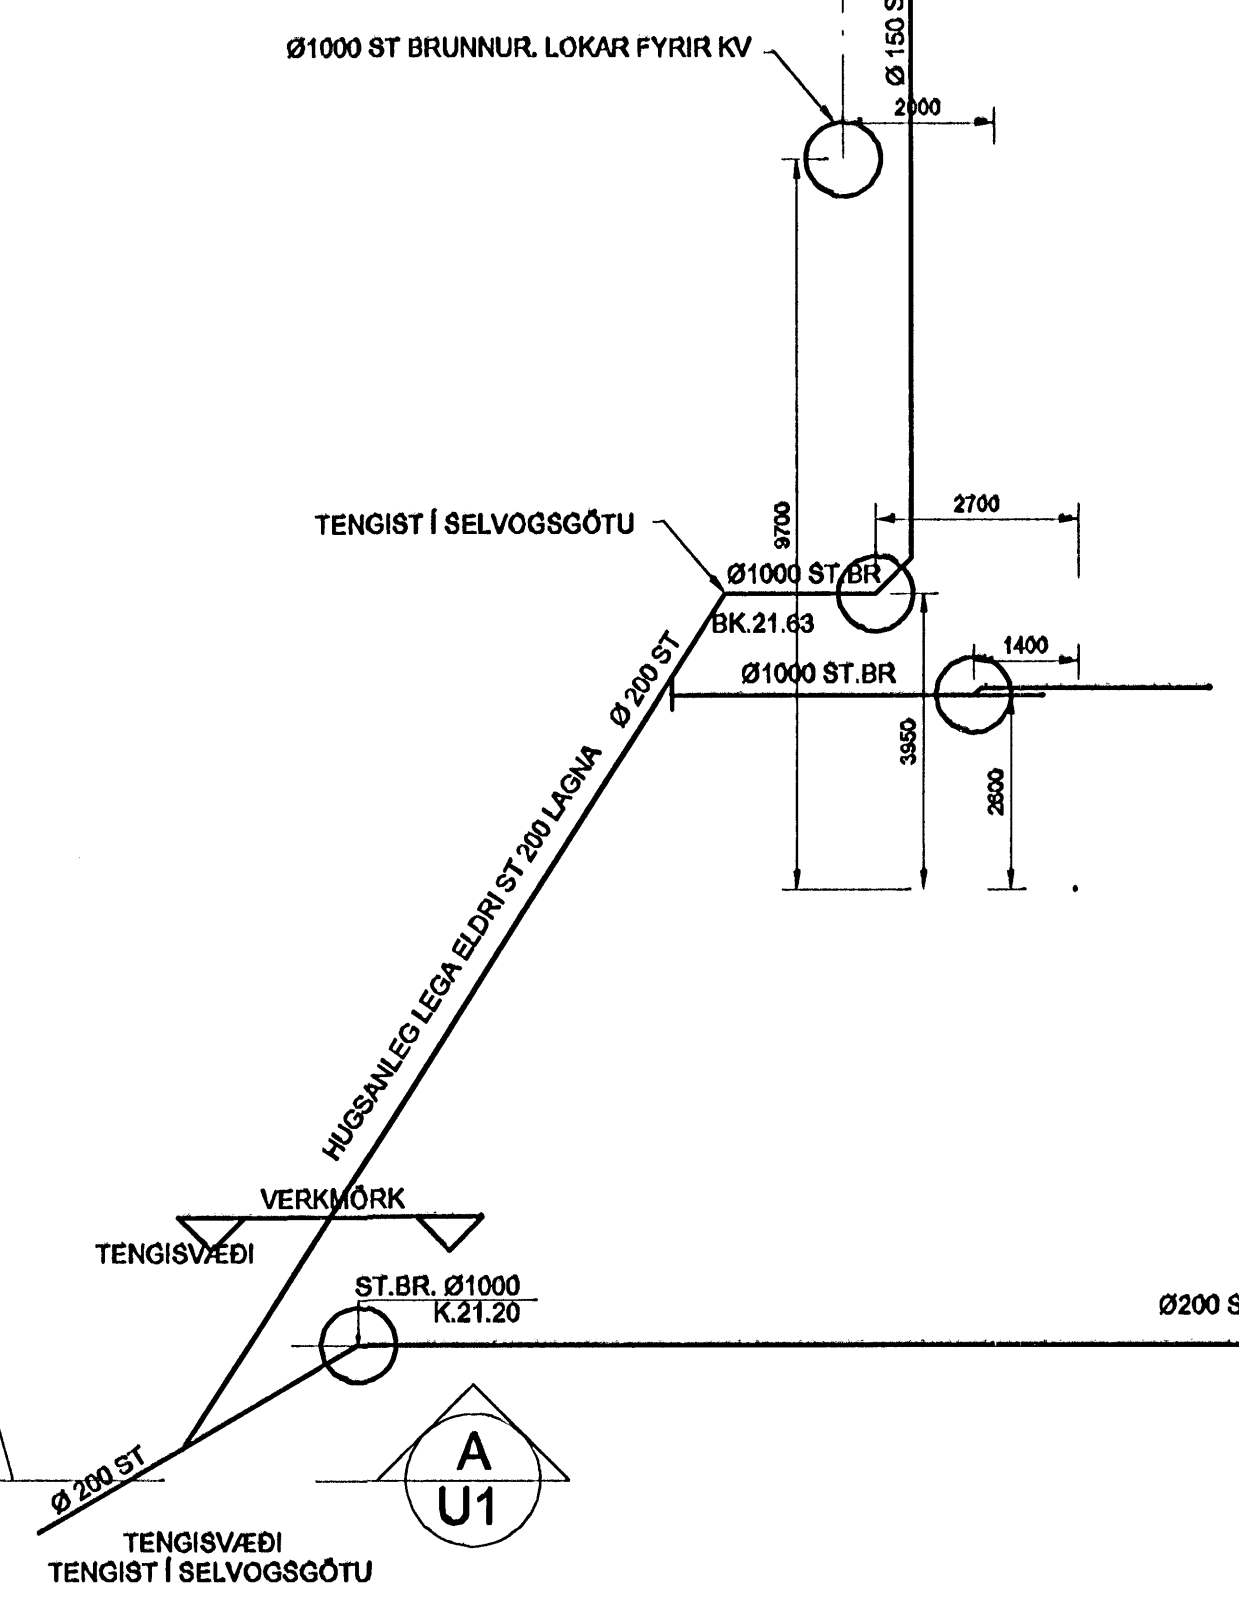 Ø1000 ST BRUNNUR. LOKAR FYRIR KV
Ø 150 S
2000
9700
2700
TENGIST Í SELVOGSGÖTU
Ø1000 ST.BR
BK.21.63
Ø 200 ST
1400
Ø1000 ST.BR
3950
2600
HUGSANLEG LEGA ELDRI ST 200 LAGNA
VERKMÖRK
TENGISVÆÐI
ST.BR. Ø1000
K.21.20
Ø200 S
A
U1
Ø 200 ST
TENGISVÆÐI
TENGIST Í SELVOGSGÖTU